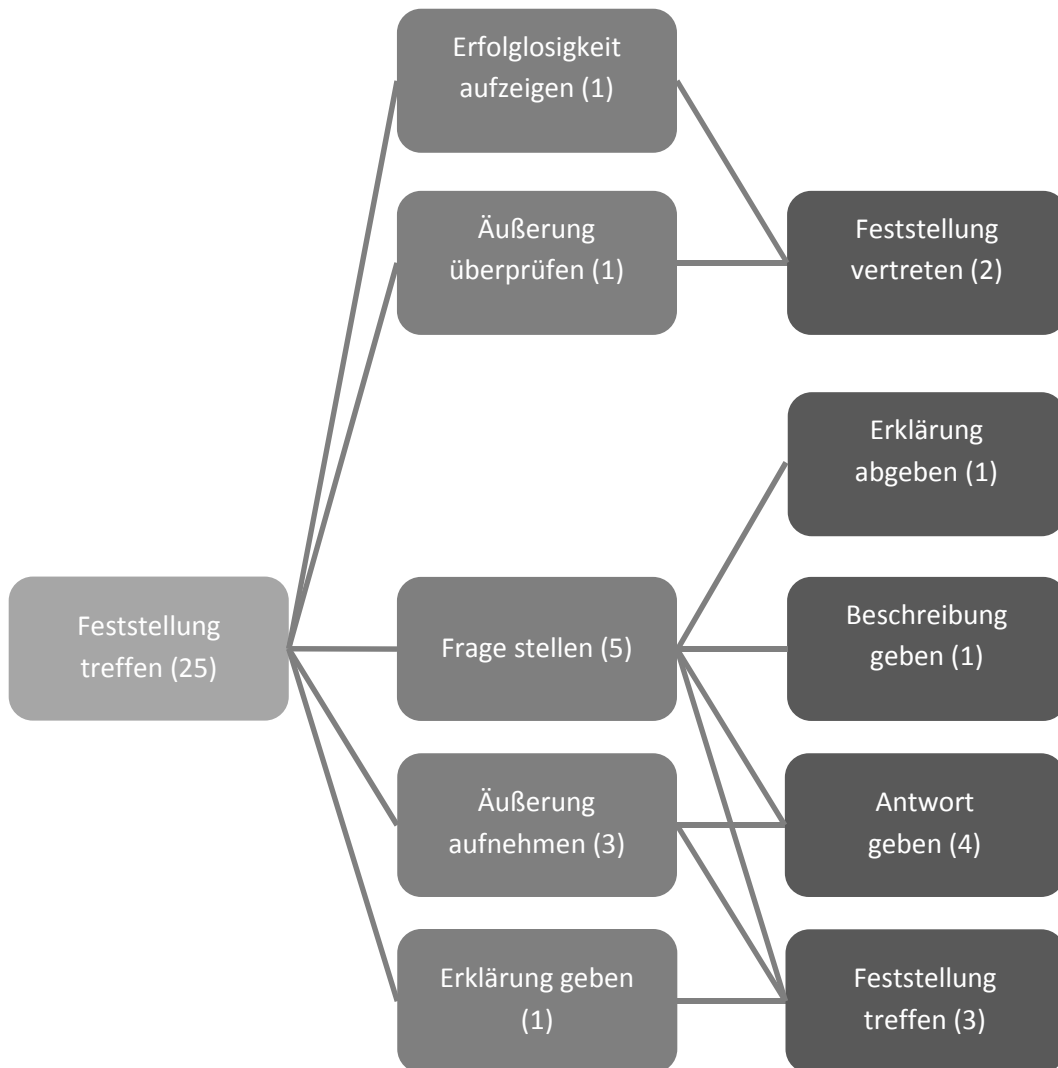 Erfolglosigkeit
aufzeigen (1)
Äußerung
überprüfen (1)
Feststellung
vertreten (2)
Erklärung
abgeben (1)
Feststellung
treffen (25)
Frage stellen (5)
Beschreibung
geben (1)
Äußerung
aufnehmen (3)
Antwort
geben (4)
Erklärung geben
(1)
Feststellung
treffen (3)